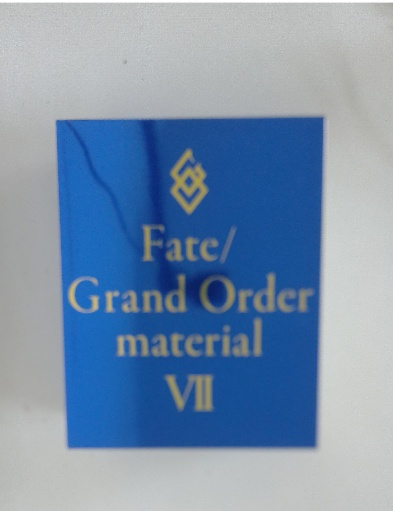 Fate/
Grand Order
material
VII